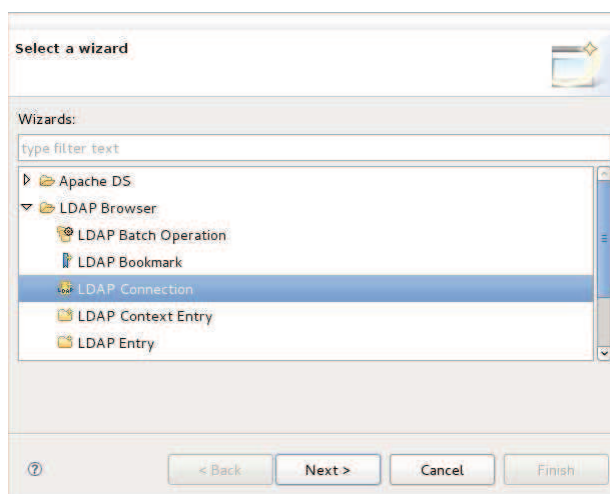 Select a wizard
Wizards:
type filter text
Apache DS
LDAP Browser
LDAP Batch Operation
LDAP Bookmark
LDAP Connection
LDAP Context Entry
LDAP Entry
< Back Next > Cancel Finish